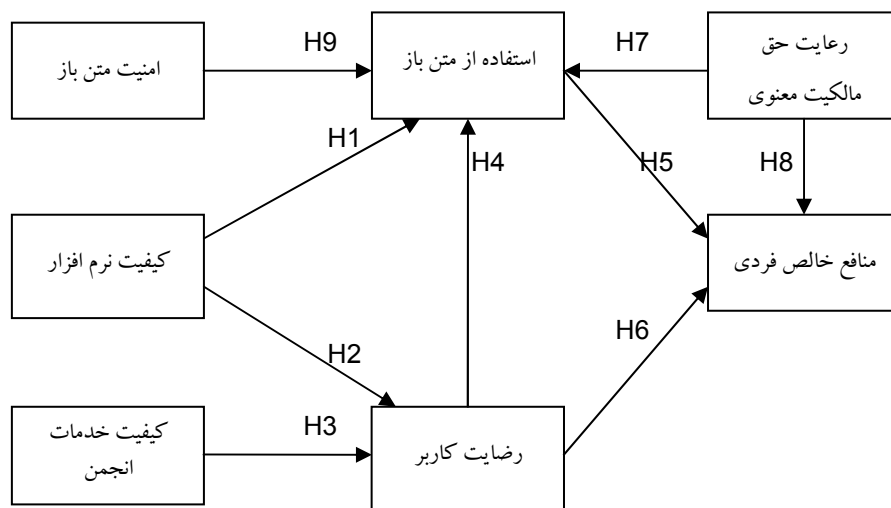 رعایت حق
مالکیت معنوی
H7
استفاده از متن باز
H9
امنیت متن باز
H1
H4
H5
H8
منافع خالص فردی
کیفیت نرم افزار
H6
H2
رضایت کاربر
H3
کیفیت خدمات
انجمن